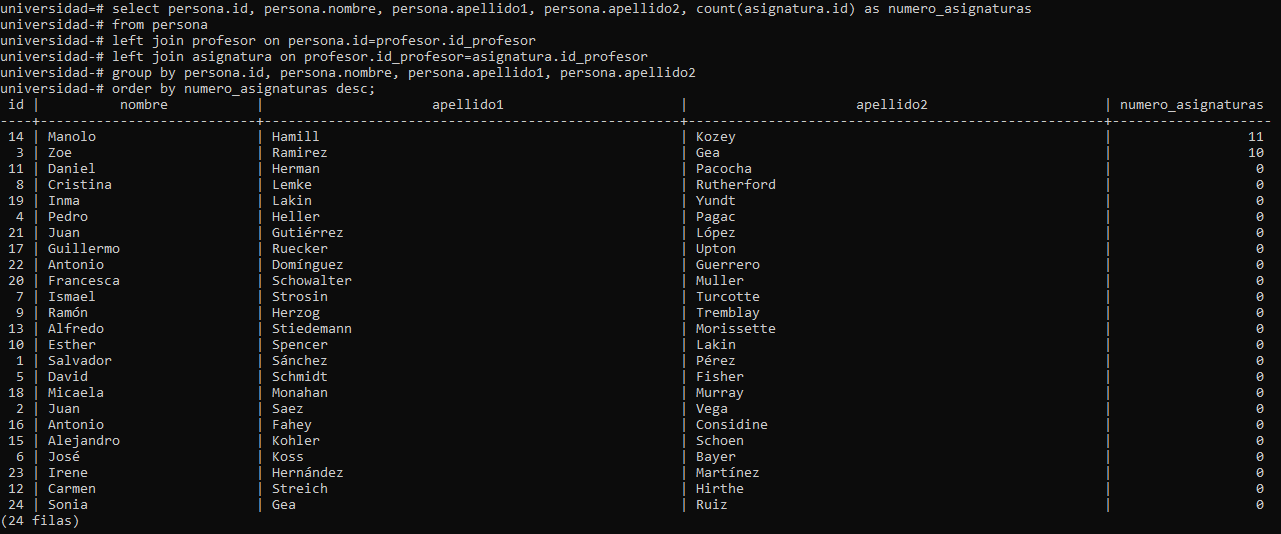 universidad=# select persona.id, persona.nombre, persona.apellido1, persona.apellido2, count(asignatura.id) as numero_asignaturas
universidad-# from persona
universidad-# left join profesor on persona.id=profesor.id_profesor
universidad-# left join asignatura on profesor.id_profesor=asignatura.id_profesor
universidad-# group by persona.id, persona.nombre, persona.apellido1, persona.apellido2
universidad-# order by numero_asignaturas desc;
id | nombre | apellido1 | apellido2 | numero_asignaturas
----+---------------------------+----------------------------------------------------+----------------------------------------------------+--------------------
14 | Manolo | Hamill | Kozey | 11
3 | Zoe | Ramirez | Gea | 10
11 | Daniel | Herman | Pacocha | 0
8 | Cristina | Lemke | Rutherford | 0
19 | Inma | Lakin | Yundt | 0
4 | Pedro | Heller | Pagac | 0
21 | Juan | Gutiérrez | López | 0
17 | Guillermo | Ruecker | Upton | 0
22 | Antonio | Domínguez | Guerrero | 0
20 | Francesca | Schowalter | Muller | 0
7 | Ismael | Strosin | Turcotte | 0
9 | Ramón | Herzog | Tremblay | 0
13 | Alfredo | Stiedemann | Morissette | 0
10 | Esther | Spencer | Lakin | 0
1 | Salvador | Sánchez | Pérez | 0
5 | David | Schmidt | Fisher | 0
18 | Micaela | Monahan | Murray | 0
2 | Juan | Saez | Vega | 0
16 | Antonio | Fahey | Considine | 0
15 | Alejandro | Kohler | Schoen | 0
6 | José | Koss | Bayer | 0
23 | Irene | Hernández | Martínez | 0
12 | Carmen | Streich | Hirthe | 0
24 | Sonia | Gea | Ruiz | 0
(24 filas)